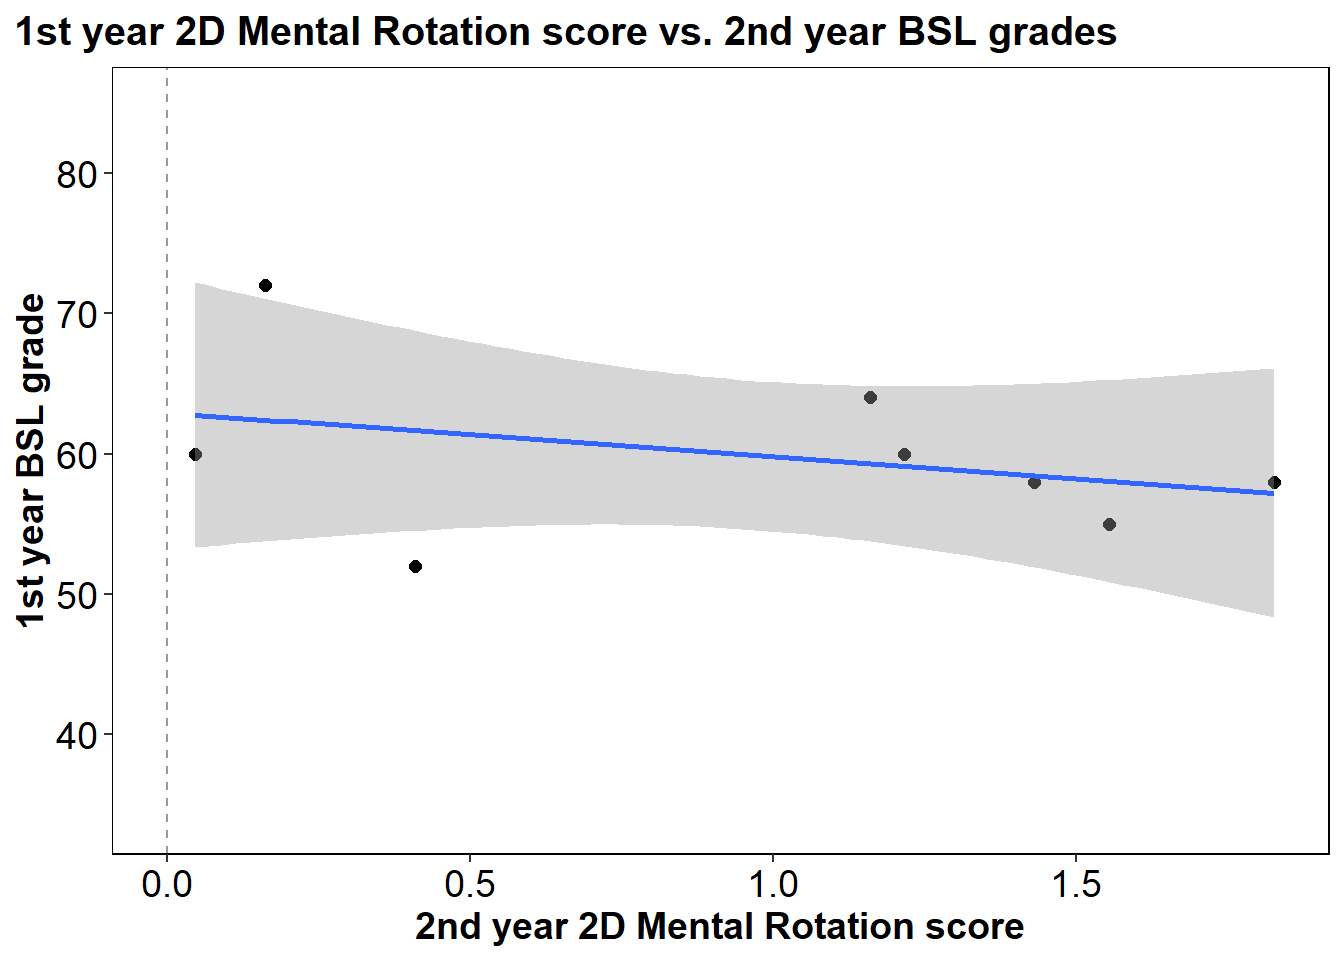 1st year 2D Mental Rotation score vs. 2nd year BSL grades
1st year BSL grade
80
70
60
50
40
0.0 0.5 1.0 1.5
2nd year 2D Mental Rotation score